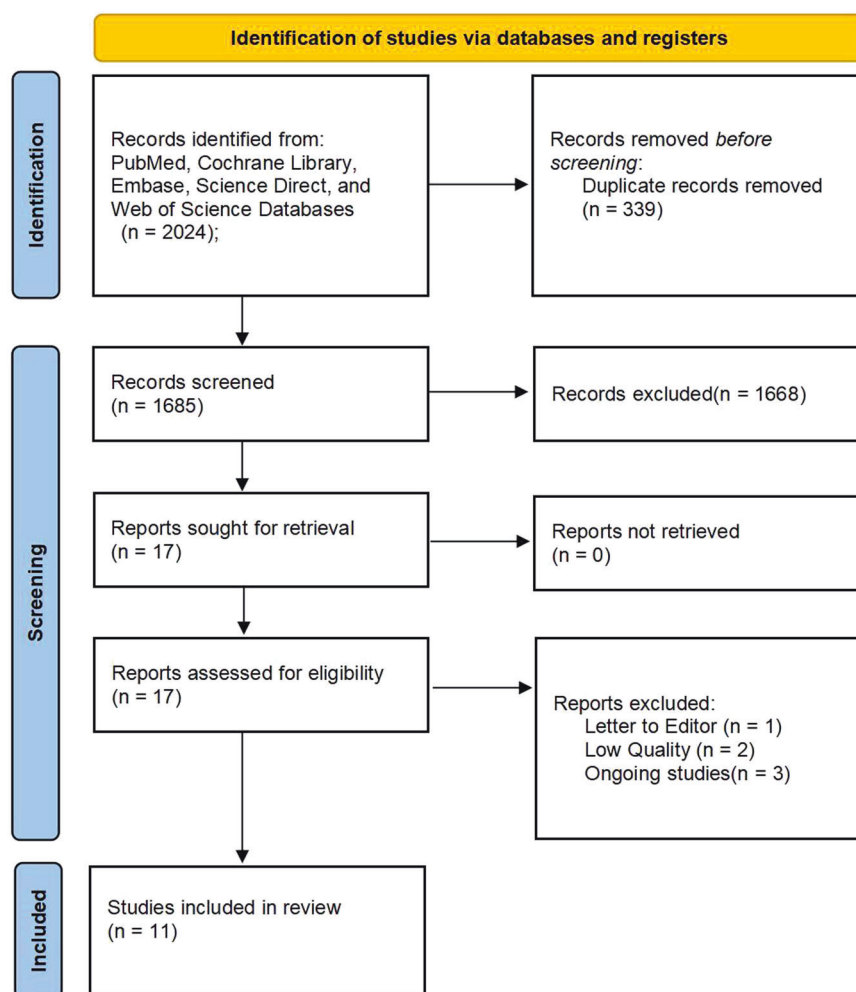 Identification of studies via databases and registers
Identification
Records identified from:
PubMed, Cochrane Library,
Embase, Science Direct, and
Web of Science Databases
(n = 2024);
Records removed before
screening:
Duplicate records removed
(n = 339)
Screening
Records screened
(n = 1685)
Records excluded(n = 1668)
Reports sought for retrieval
(n = 17)
Reports not retrieved
(n = 0)
Reports assessed for eligibility
(n = 17)
Reports excluded:
Letter to Editor (n = 1)
Low Quality (n = 2)
Ongoing studies(n = 3)
Included
Studies included in review
(n = 11)